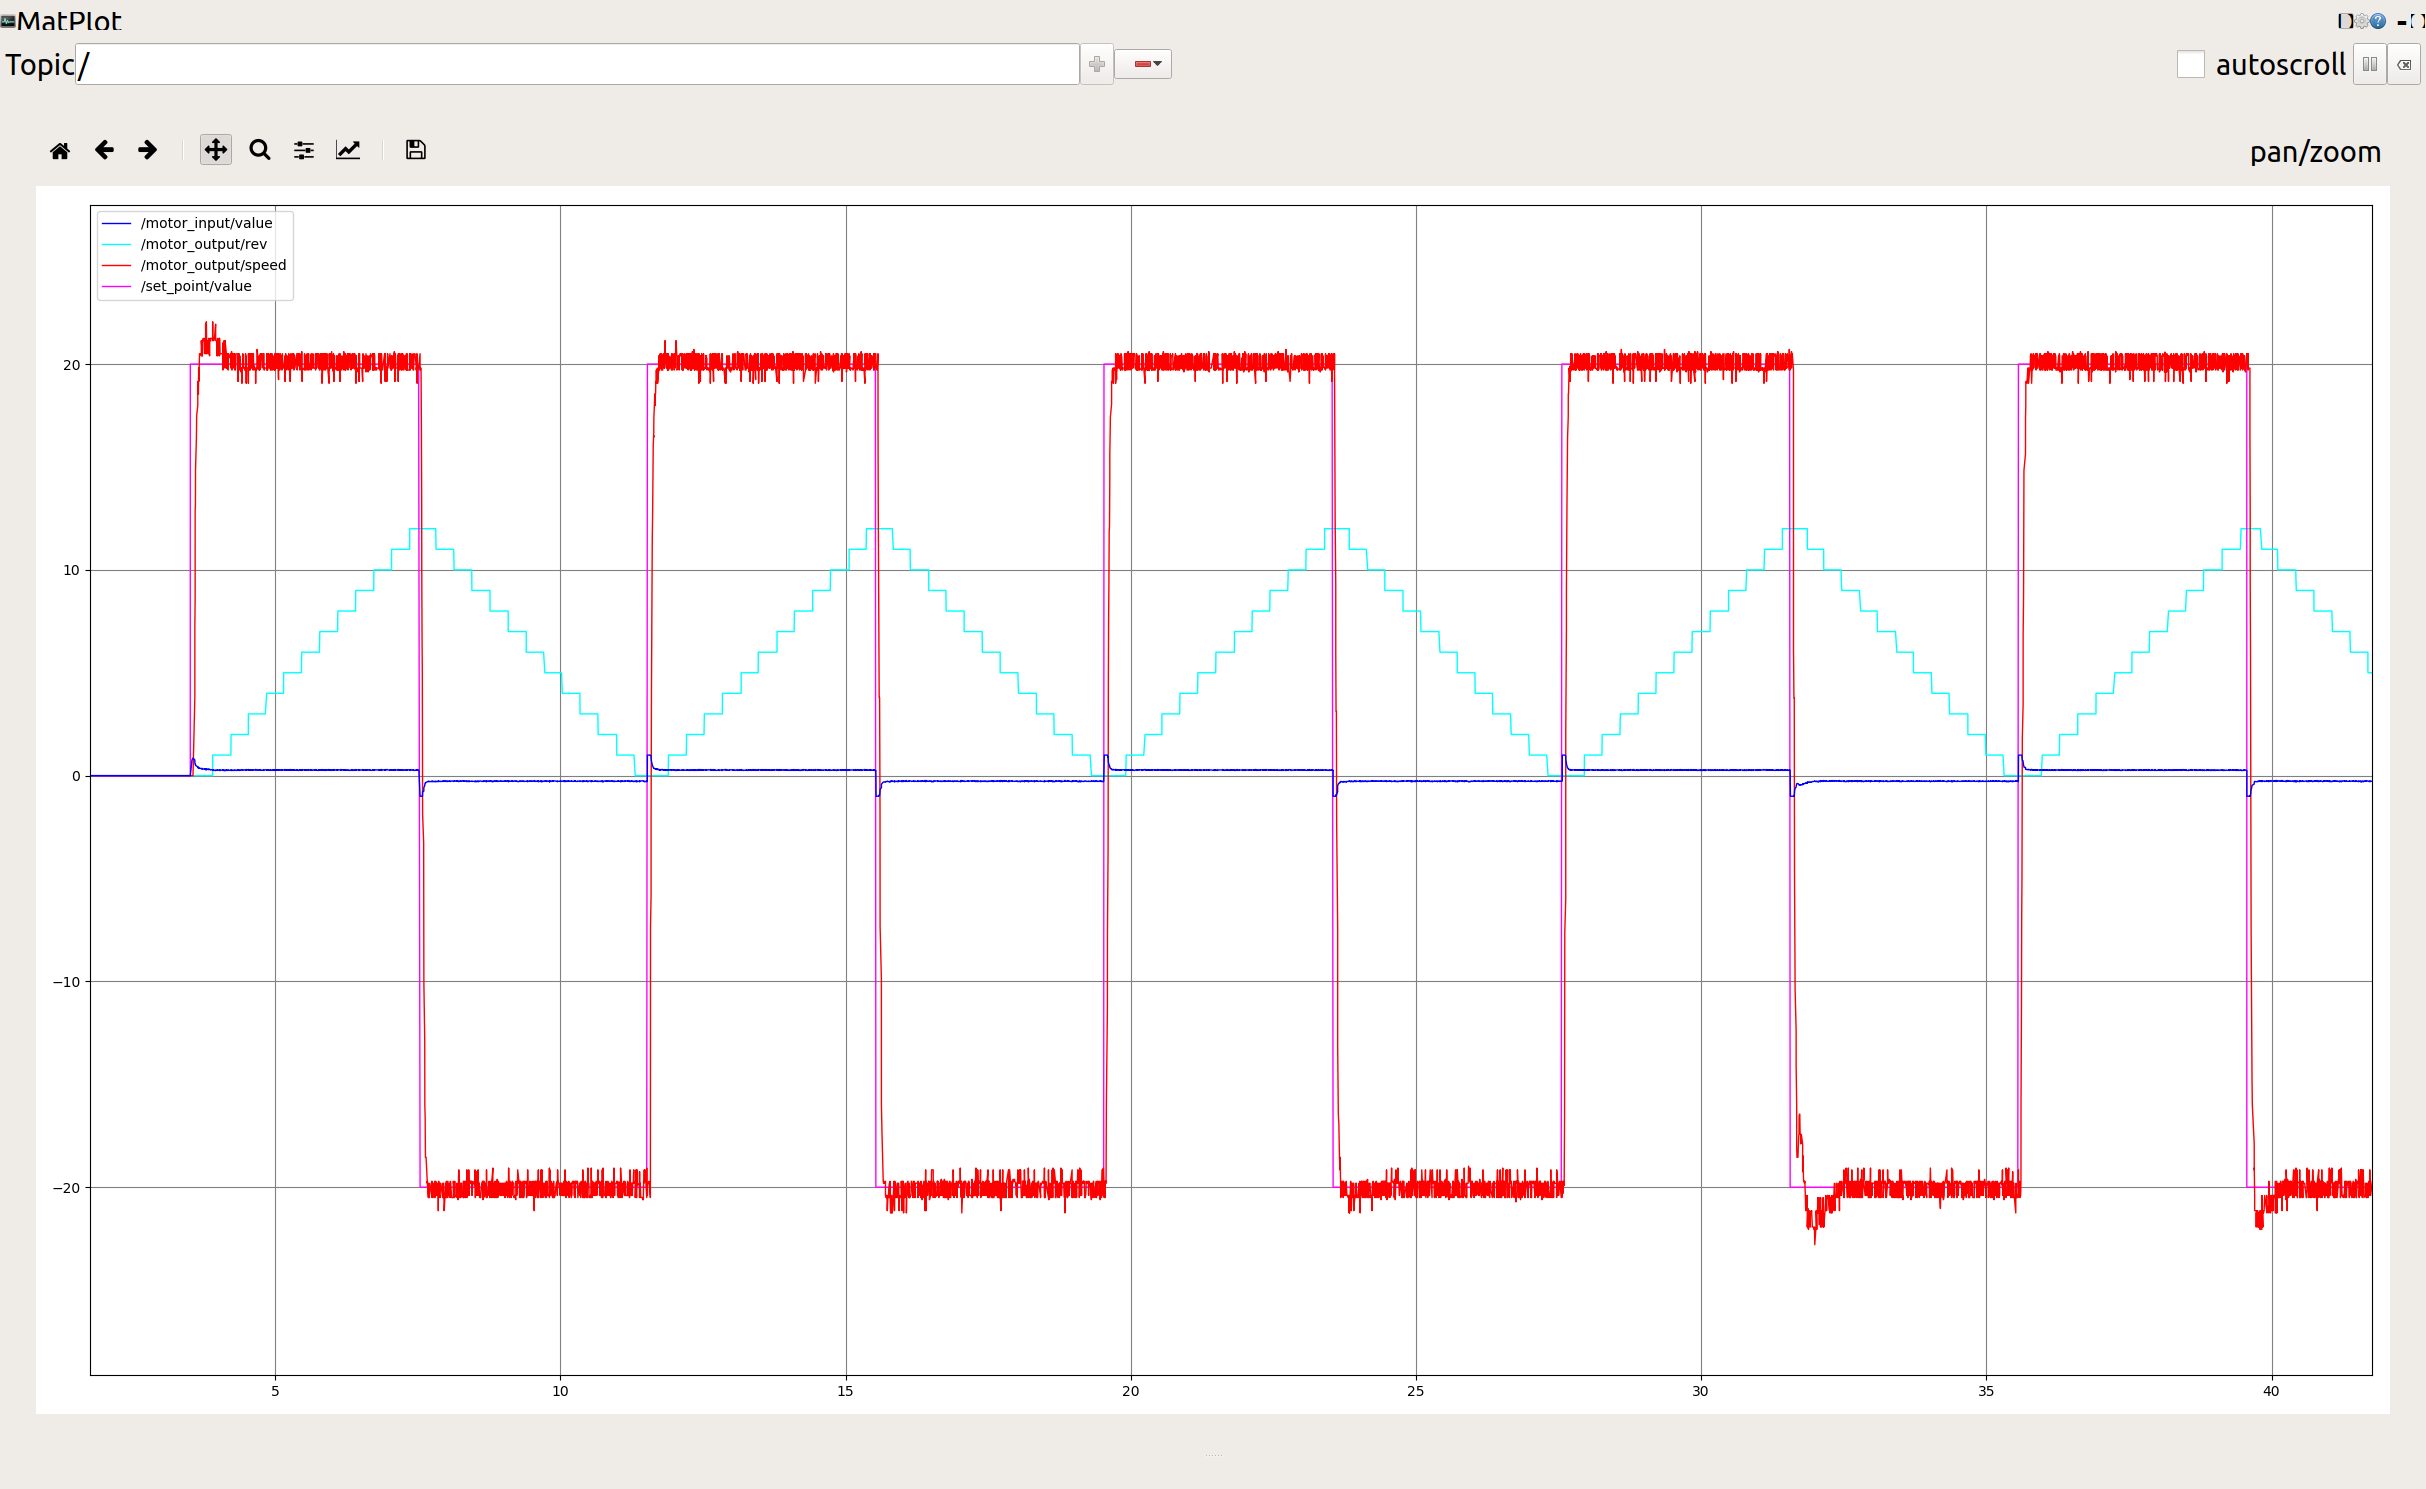 MatPlot
Topic /
autoscroll
pan/zoom
/motor_input/value
/motor_output/rev
/motor_output/speed
/set_point/value
20
10
0
−10
−20
5 10 15 20 25 30 35 40